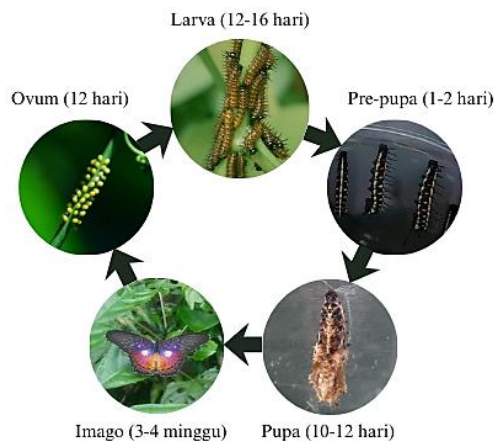 Larva (12-16 hari)
Ovum (12 hari)
Pre-pupa (1-2 hari)
Imago (3-4 minggu)
Pupa (10-12 hari)